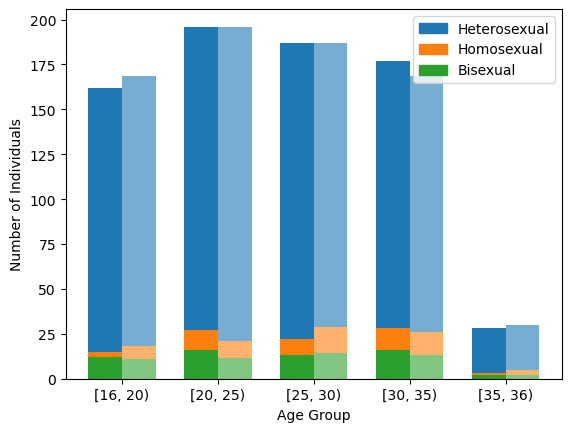 200
175
150
125
100
75
50
25
0
Number of Individuals
Heterosexual
Homosexual
Bisexual
[16, 20)
[20, 25)
[25, 30)
[30, 35)
[35, 36)
Age Group